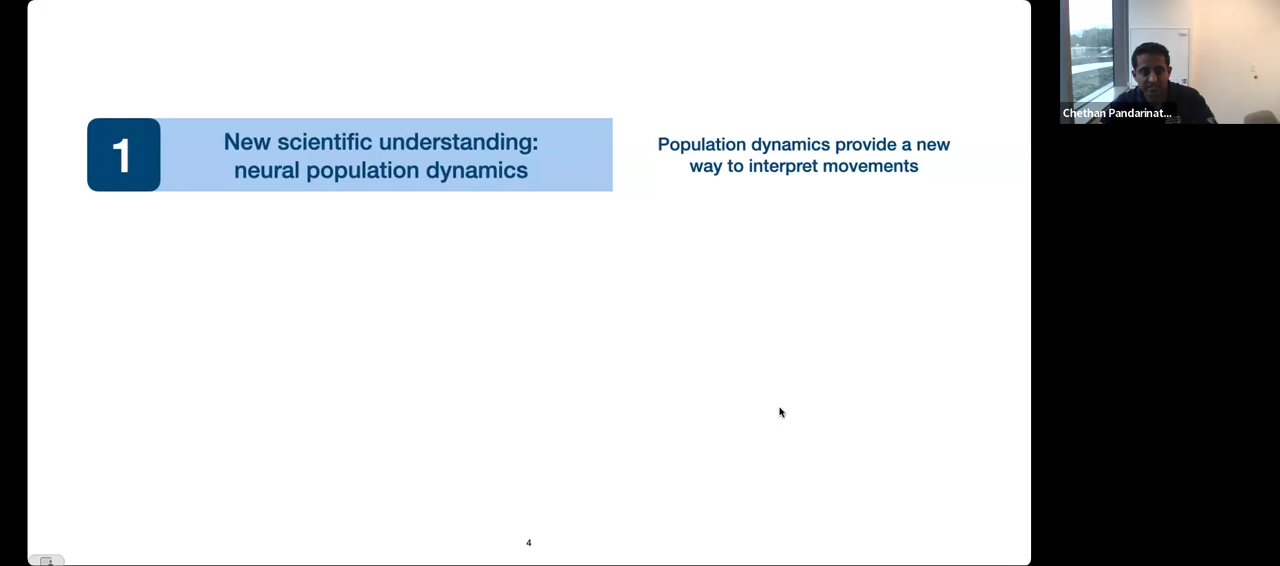 1
New scientific understanding:
neural population dynamics
Population dynamics provide a new
way to interpret movements
4
Chethan Pandarinat...